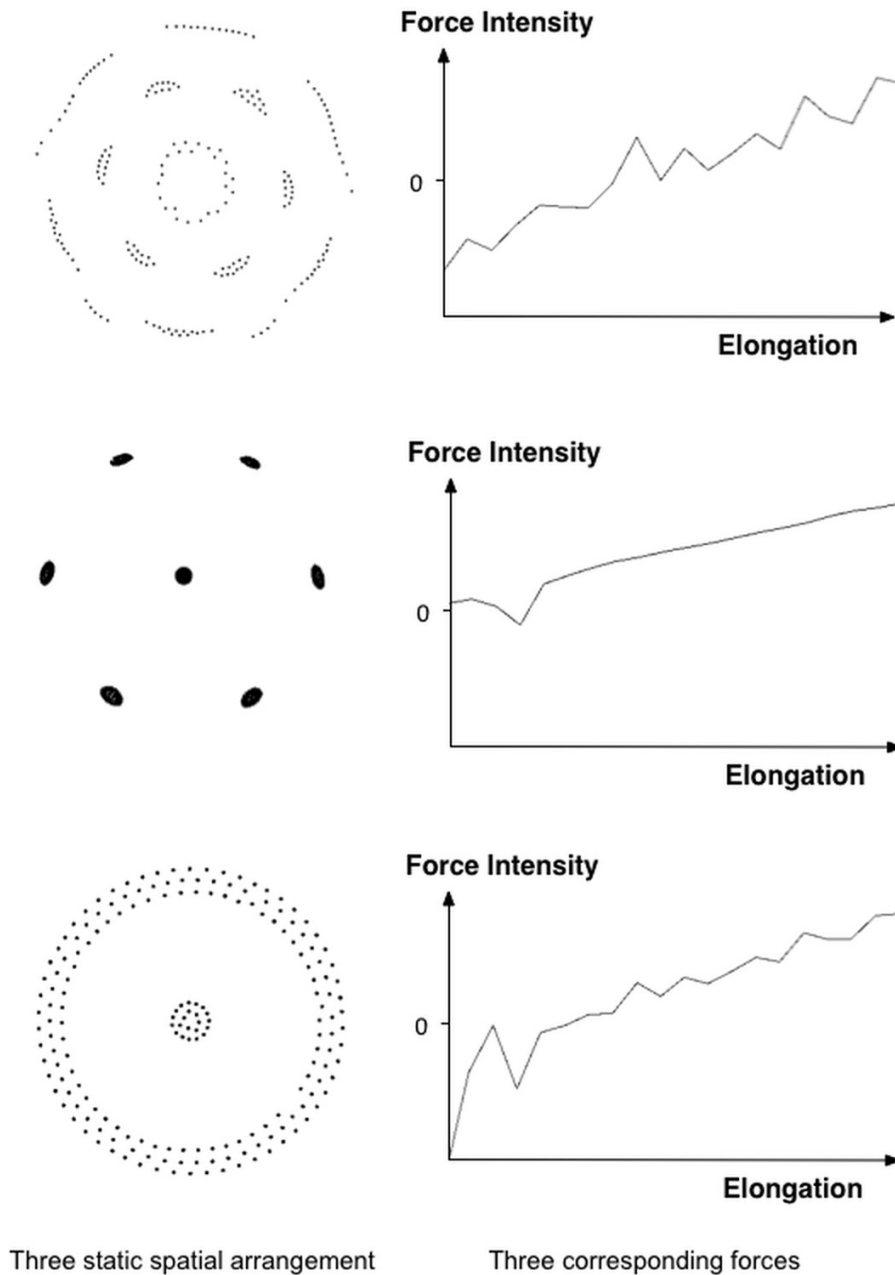 Force Intensity
0
Elongation
Force Intensity
0
Elongation
Force Intensity
0
Elongation
Three static spatial arrangement
Three corresponding forces